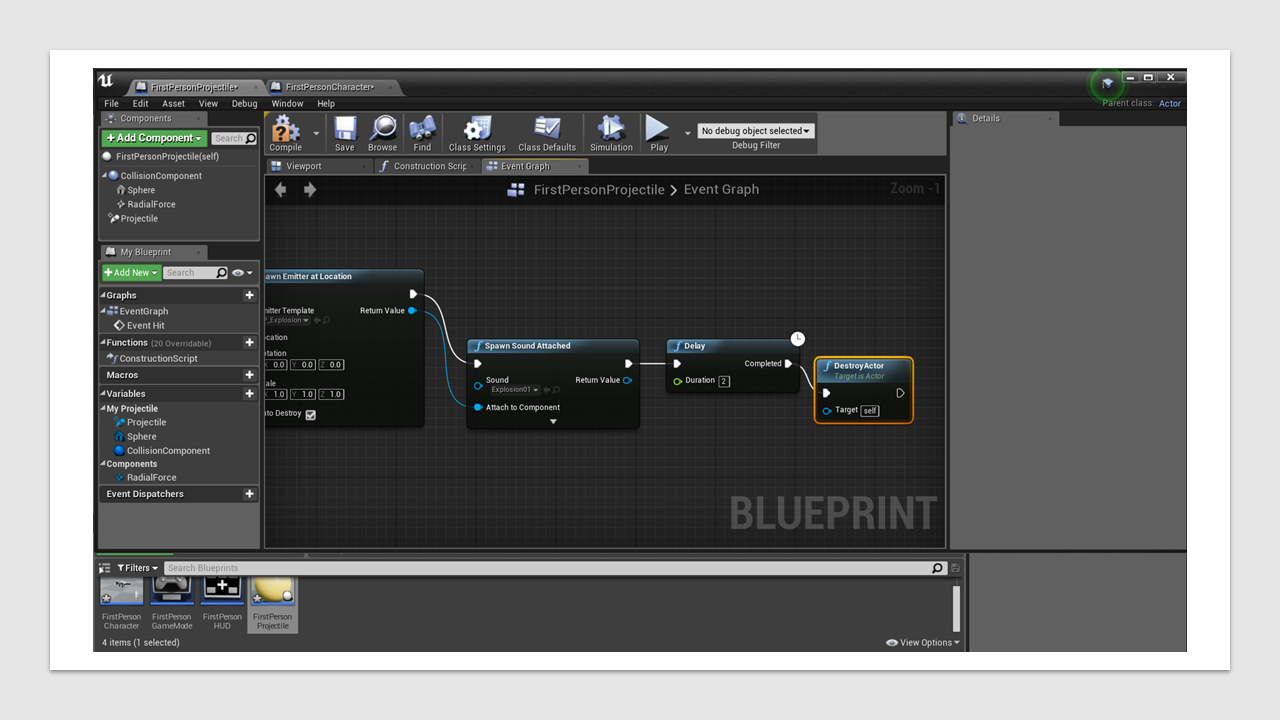 FirstPersonProjectile*
FirstPersonCharacter*
File Edit Asset View Debug Window Help
Parent class: Actor
Components
Details
+ Add Component
Search
Compile
Save
Browse
Find
Class Settings
Class Defaults
Simulation
Play
No debug object selected
Debug Filter
FirstPersonProjectile(self)
CollisionComponent
Sphere
RadialForce
Projectile
Viewport
Construction Scrip
Event Graph
FirstPersonProjectile > Event Graph
Zoom -1
My Blueprint
+ Add New
Search
Graphs
EventGraph
Event Hit
Functions (20 Overridable)
ConstructionScript
Macros
Variables
My Projectile
Projectile
Sphere
CollisionComponent
Components
RadialForce
Event Dispatchers
awn Emitter at Location
mitter Template
P_Explosion
Return Value
ocation
otation
X 0.0 Y 0.0 Z 0.0
ale
X 1.0 Y 1.0 Z 1.0
uto Destroy
Spawn Sound Attached
Sound
Explosion01
Return Value
Attach to Component
Delay
Completed
Duration 2
DestroyActor
Target is Actor
Target self
BLUEPRINT
Filters
Search Blueprints
FirstPerson
Character
FirstPerson
GameMode
FirstPerson
HUD
FirstPerson
Projectile
4 items (1 selected)
View Options